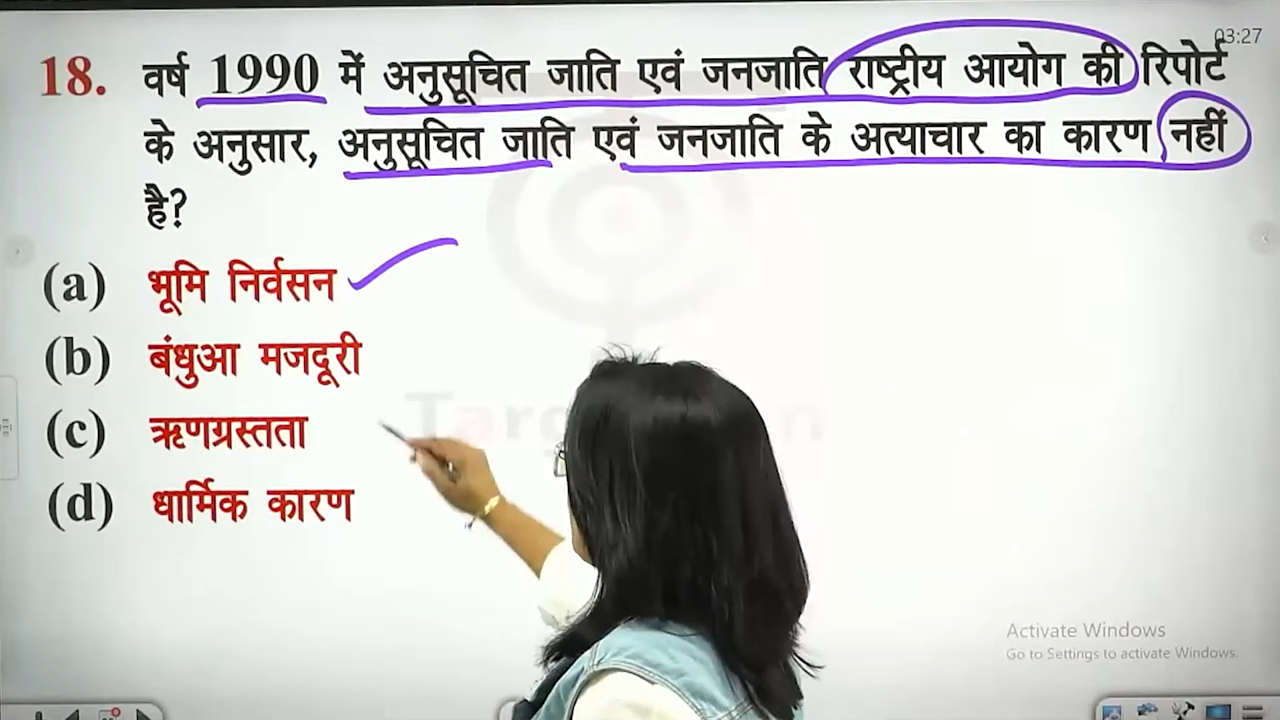 03:27
18. वर्ष 1990 में अनुसूचित जाति एवं जनजाति राष्ट्रीय आयोग की रिपोर्ट
के अनुसार, अनुसूचित जाति एवं जनजाति के अत्याचार का कारण नहीं
है?
(a) भूमि निर्वसन
(b) बंधुआ मजदूरी
(c) ऋणग्रस्तता
(d) धार्मिक कारण
Activate Windows
Go to Settings to activate Windows.